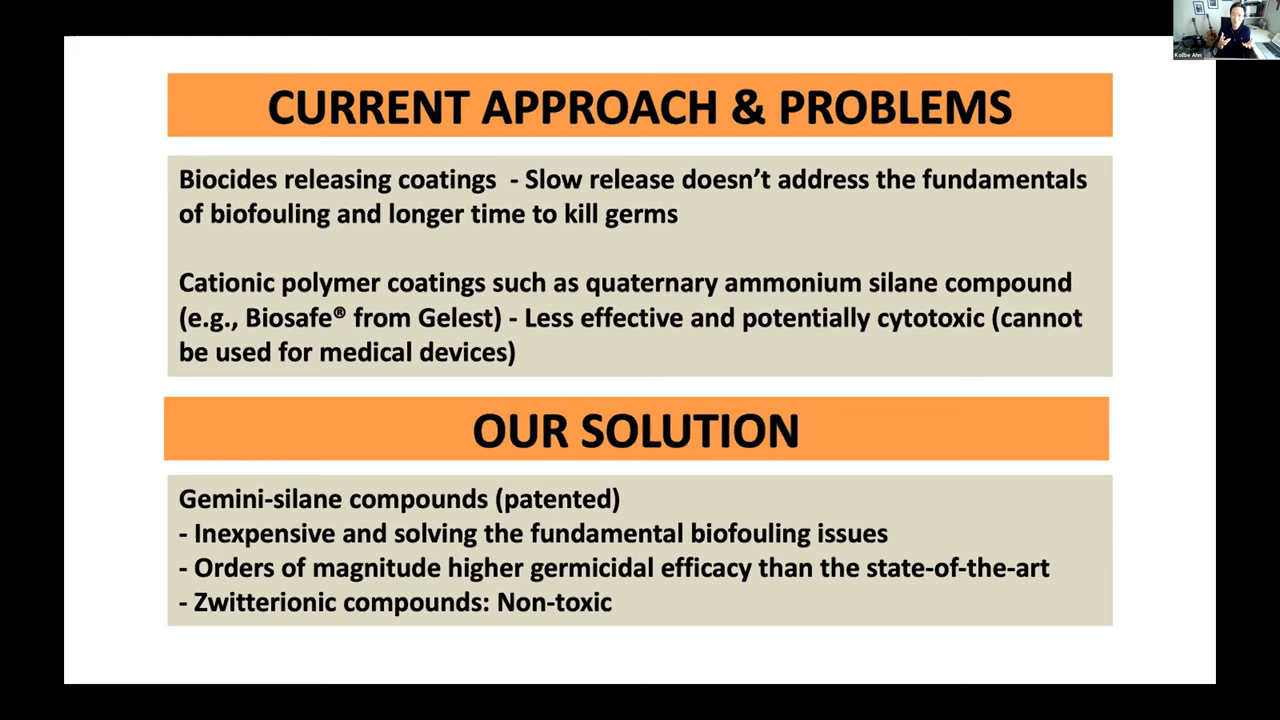 CURRENT APPROACH & PROBLEMS
Biocides releasing coatings - Slow release doesn’t address the fundamentals
of biofouling and longer time to kill germs
Cationic polymer coatings such as quaternary ammonium silane compound
(e.g., Biosafe® from Gelest) - Less effective and potentially cytotoxic (cannot
be used for medical devices)
OUR SOLUTION
Gemini-silane compounds (patented)
- Inexpensive and solving the fundamental biofouling issues
- Orders of magnitude higher germicidal efficacy than the state-of-the-art
- Zwitterionic compounds: Non-toxic
Kollbe Ahn